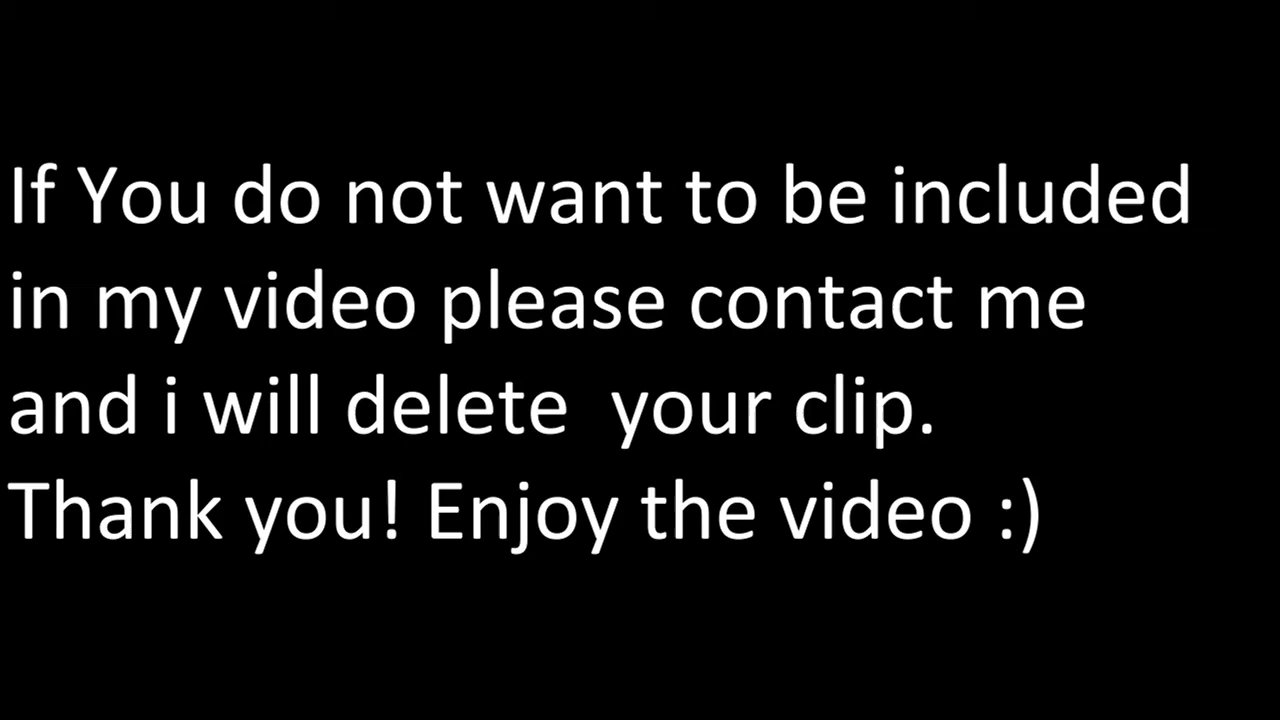 If You do not want to be included
in my video please contact me
and i will delete  your clip.
Thank you! Enjoy the video :)